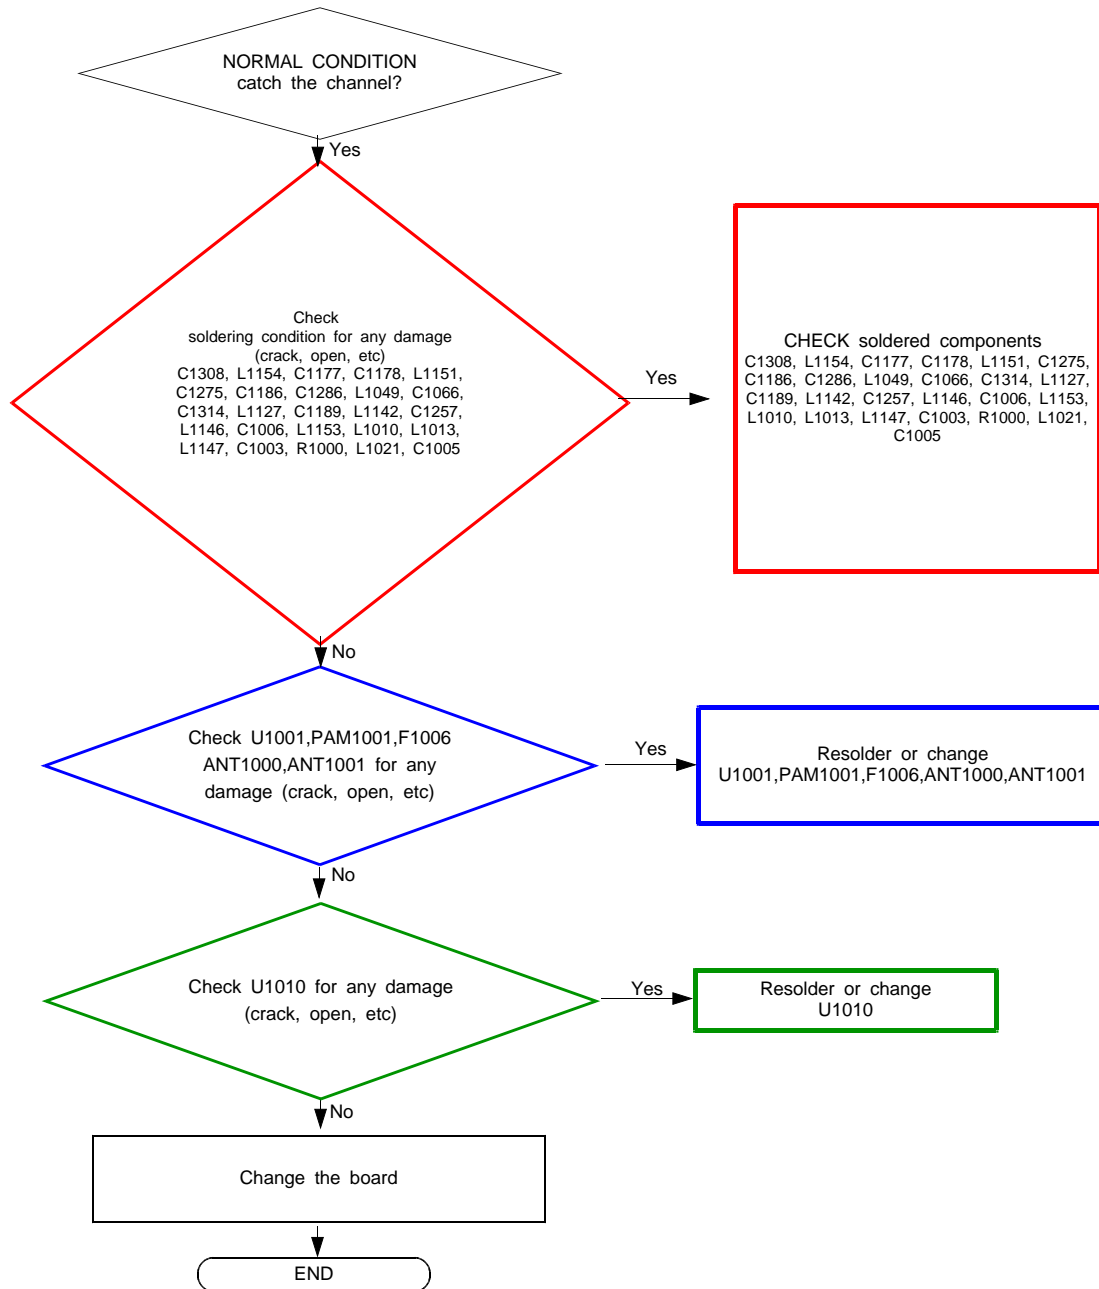 NORMAL CONDITION
catch the channel?
Yes
Check
soldering condition for any damage
(crack, open, etc)
C1308, L1154, C1177, C1178, L1151,
C1275, C1186, C1286, L1049, C1066,
C1314, L1127, C1189, L1142, C1257,
L1146, C1006, L1153, L1010, L1013,
L1147, C1003, R1000, L1021, C1005
Yes
CHECK soldered components
C1308, L1154, C1177, C1178, L1151, C1275,
C1186, C1286, L1049, C1066, C1314, L1127,
C1189, L1142, C1257, L1146, C1006, L1153,
L1010, L1013, L1147, C1003, R1000, L1021,
C1005
No
Check U1001,PAM1001,F1006
ANT1000,ANT1001 for any
damage (crack, open, etc)
Yes
Resolder or change
U1001,PAM1001,F1006,ANT1000,ANT1001
No
Check U1010 for any damage
(crack, open, etc)
Yes
Resolder or change
U1010
No
Change the board
END